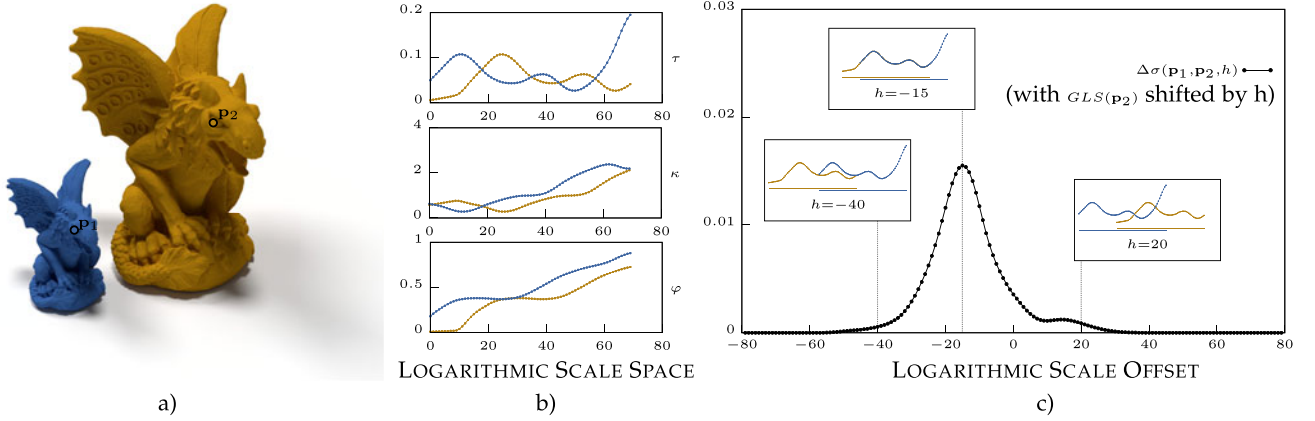 p2
p1
a)
0.2
0.1
0
τ
0 20 40 60 80
4
2
0
κ
0 20 40 60 80
1
0.5
0
φ
0 20 40 60 80
LOGARITHMIC SCALE SPACE
b)
0.03
0.02
0.01
0
Δσ(p1,p2,h)
(with GLS(p2) shifted by h)
h=−15
h=−40
h=20
−80 −60 −40 −20 0 20 40 60 80
LOGARITHMIC SCALE OFFSET
c)